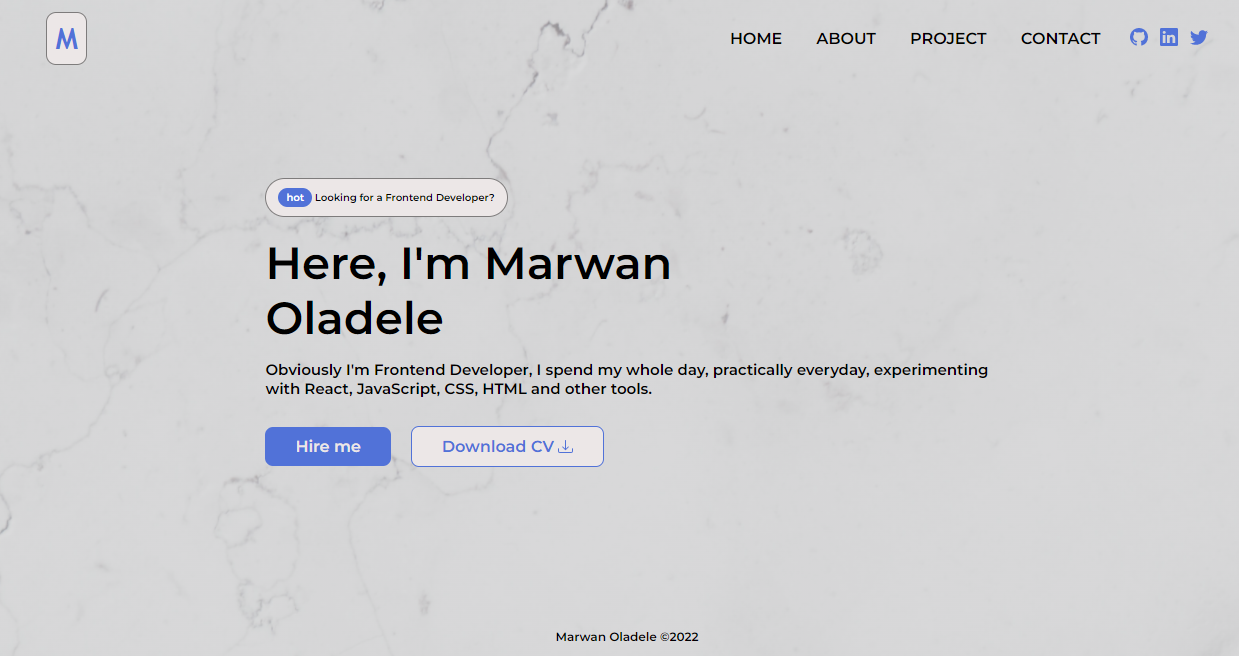 M
HOME ABOUT PROJECT CONTACT
hot Looking for a Frontend Developer?
Here, I'm Marwan
Oladele
Obviously I'm Frontend Developer, I spend my whole day, practically everyday, experimenting
with React, JavaScript, CSS, HTML and other tools.
Hire me Download CV
Marwan Oladele ©2022